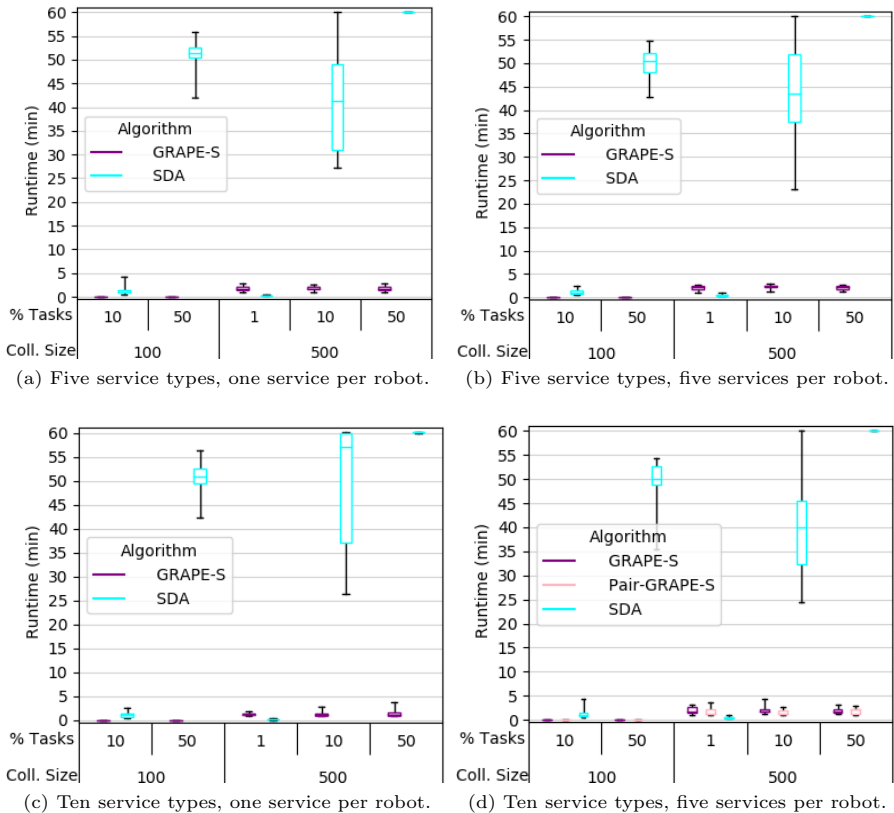 60
55
50
45
40
35
30
25
20
15
10
5
0
Runtime (min)
Algorithm
GRAPE-S
SDA
% Tasks 10 50 1 10 50
Coll. Size 100 500
(a) Five service types, one service per robot.
60
55
50
45
40
35
30
25
20
15
10
5
0
Runtime (min)
Algorithm
GRAPE-S
SDA
% Tasks 10 50 1 10 50
Coll. Size 100 500
(b) Five service types, five services per robot.
60
55
50
45
40
35
30
25
20
15
10
5
0
Runtime (min)
Algorithm
GRAPE-S
SDA
% Tasks 10 50 1 10 50
Coll. Size 100 500
(c) Ten service types, one service per robot.
60
55
50
45
40
35
30
25
20
15
10
5
0
Runtime (min)
Algorithm
GRAPE-S
Pair-GRAPE-S
SDA
% Tasks 10 50 1 10 50
Coll. Size 100 500
(d) Ten service types, five services per robot.